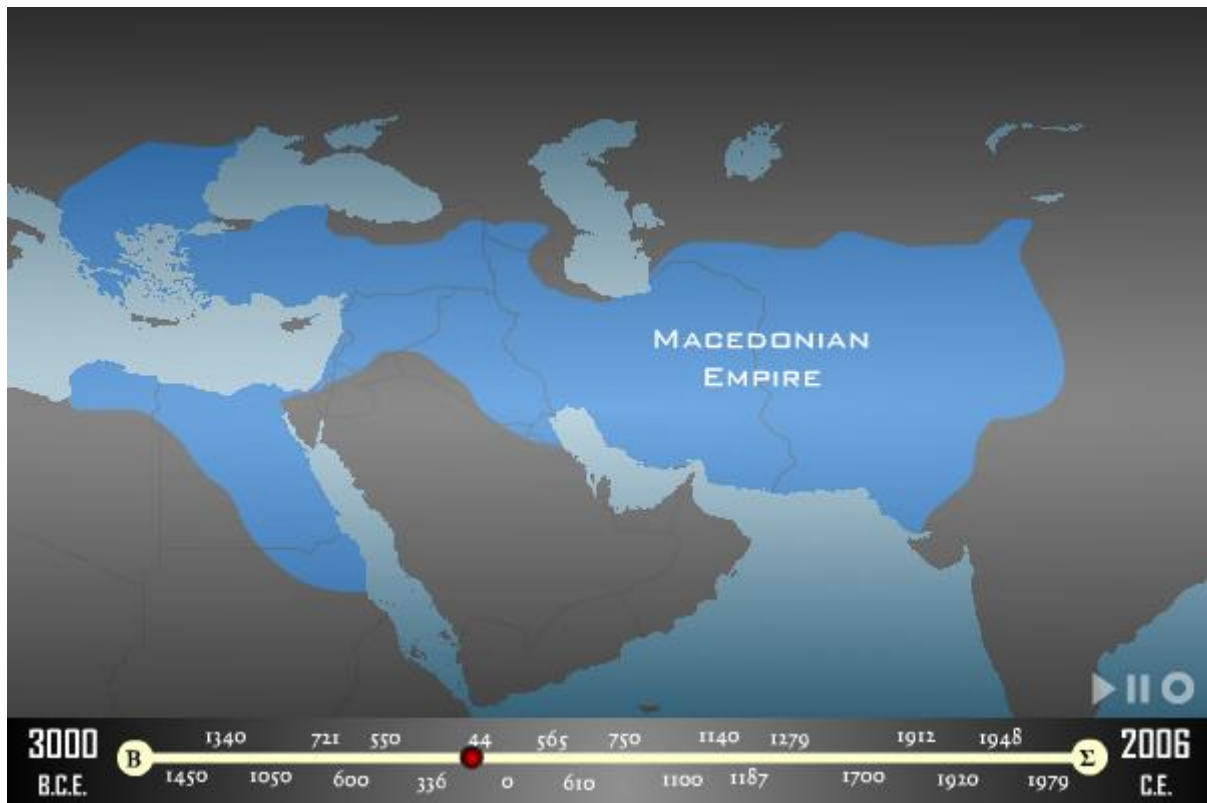 MACEDONIAN
EMPIRE
3000
B.C.E.
B
1340 721 550 44 565 750 1140 1279 1912 1948
1450 1050 600 336 0 610 1100 1187 1700 1920 1979
Σ
2006
C.E.